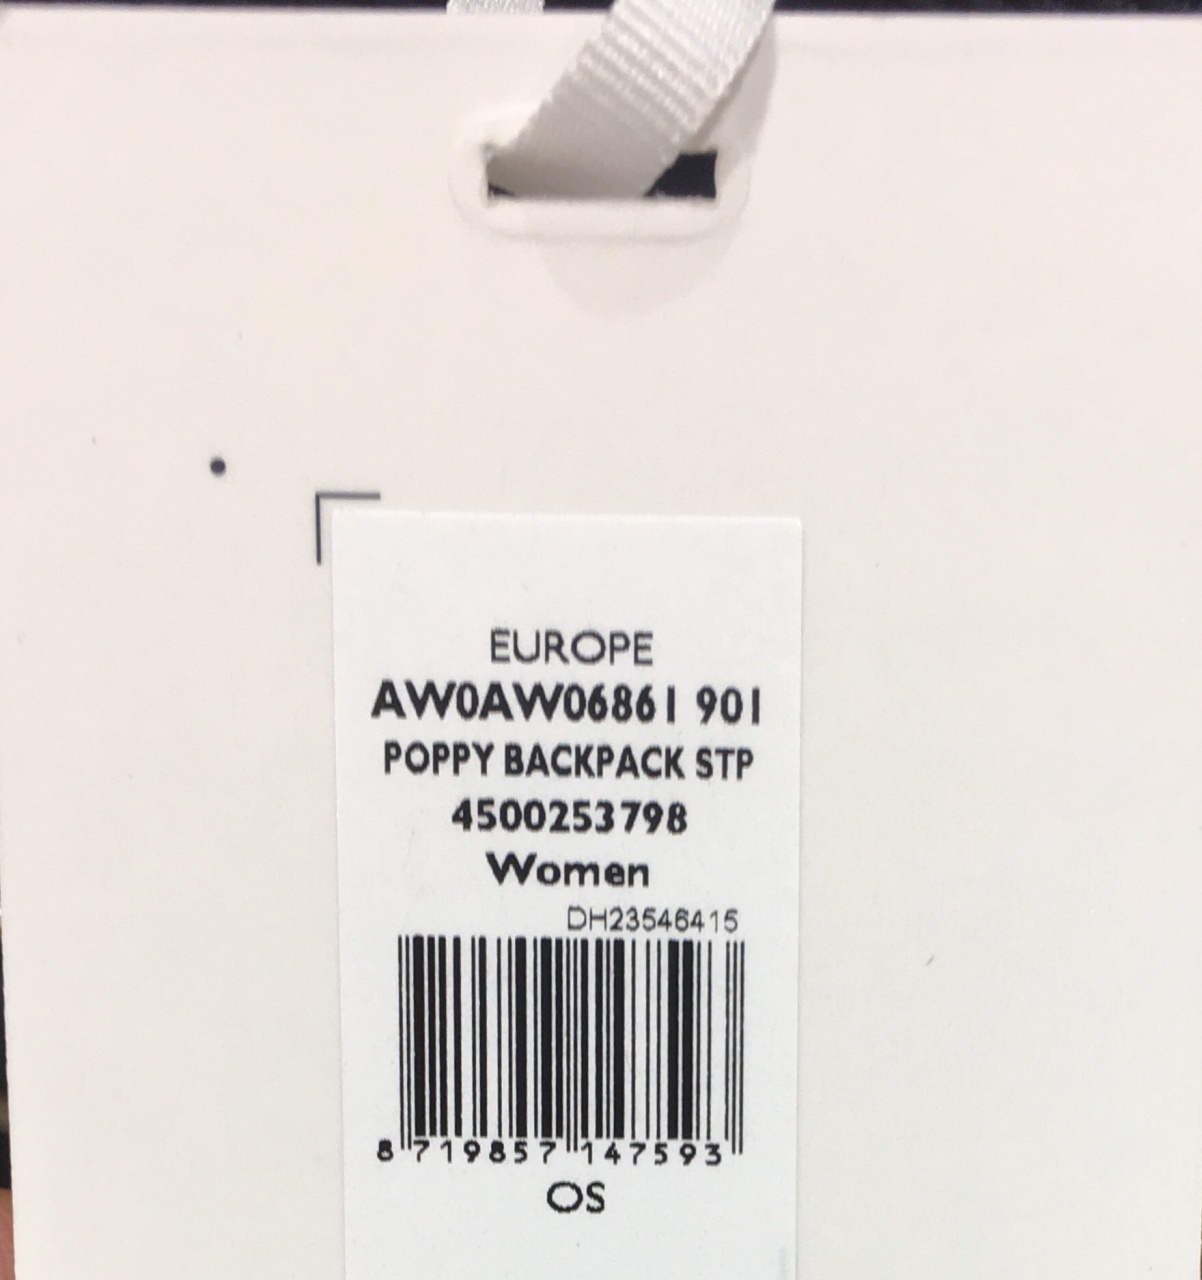 EUROPE
AW0AW06861 901
POPPY BACKPACK STP
4500253798
Women
DH23546415
8 719857 147593
OS